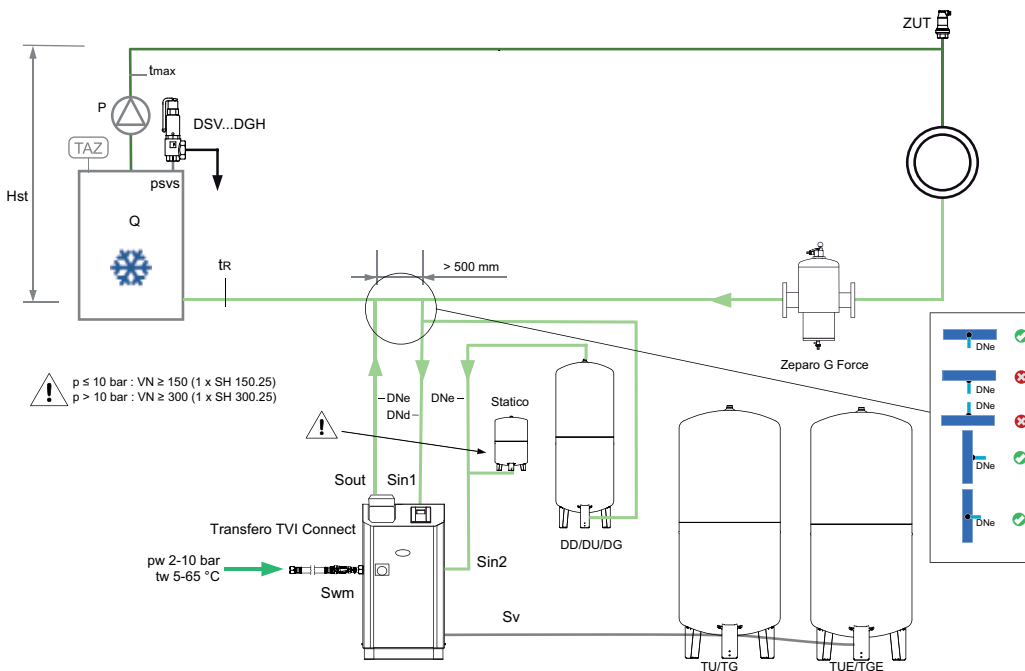 ZUT
tmax
P
DSV...DGH
TAZ
psvs
Hst
Q
tR
> 500 mm
Zeparo G Force
DNe
DNe
DNe
DNe
DNe
p ≤ 10 bar : VN ≥ 150 (1 x SH 150.25)
p > 10 bar : VN ≥ 300 (1 x SH 300.25)
!
DNe
DNd
DNe
Statico
!
Sout
Sin1
Transfero TVI Connect
DD/DU/DG
pw 2-10 bar
tw 5-65 °C
Sin2
Swm
Sv
TU/TG
TUE/TGE